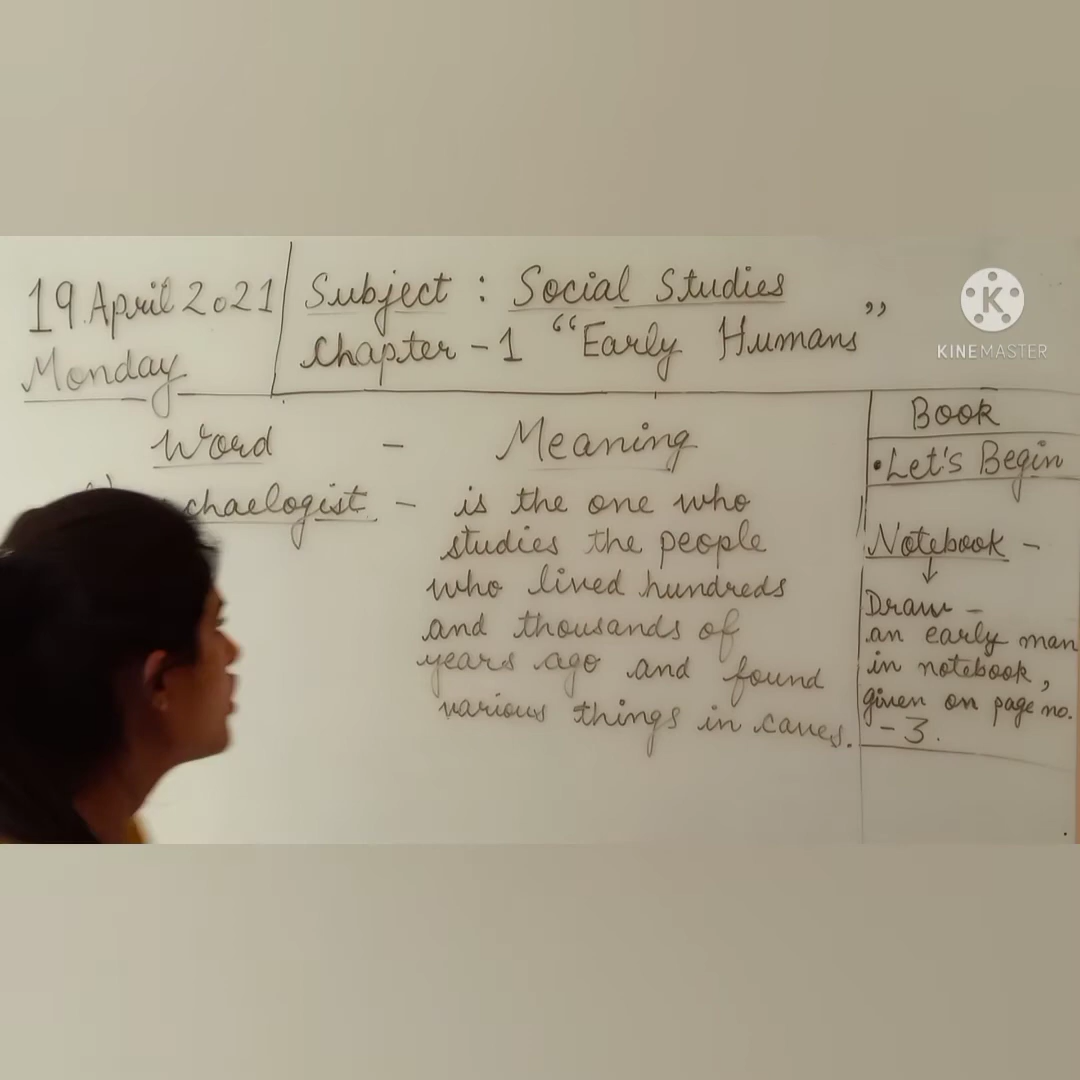 19 April 2021
Monday
Subject : Social Studies
Chapter - 1 "Early Humans"
Word - Meaning
chaelogist - is the one who
studies the people
who lived hundreds
and thousands of
years ago and found
various things in caves.
Book
• Let's Begin
Notebook -
↓
Draw -
an early man
in notebook,
given on page no.
- 3.
K
KINEMASTER